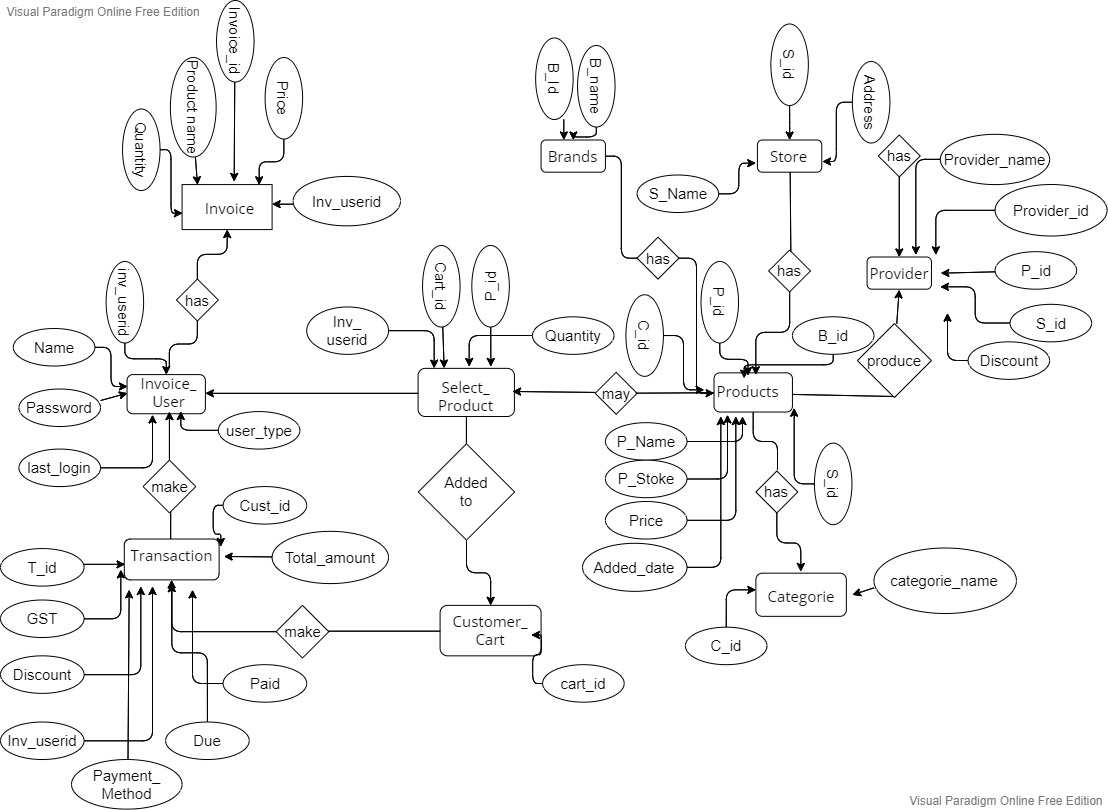 Visual Paradigm Online Free Edition
Invoice_id
Product name
Price
Quantity
Invoice
Inv_userid
B_Id
B_name
Brands
S_id
Address
Store
S_Name
has
Provider_name
Provider_id
Provider
P_id
S_id
Discount
produce
has
has
has
inv_userid
Name
Password
Invoice_
User
last_login
user_type
make
Cart_id
P_id
Inv_
userid
Quantity
Select_
Product
may
C_id
P_id
B_id
Products
P_Name
P_Stoke
Price
Added_date
S_id
has
Added
to
Cust_id
Transaction
Total_amount
T_id
GST
Discount
Inv_userid
Payment_
Method
Due
Paid
make
Customer_
Cart
cart_id
Categorie
categorie_name
C_id
Visual Paradigm Online Free Edition